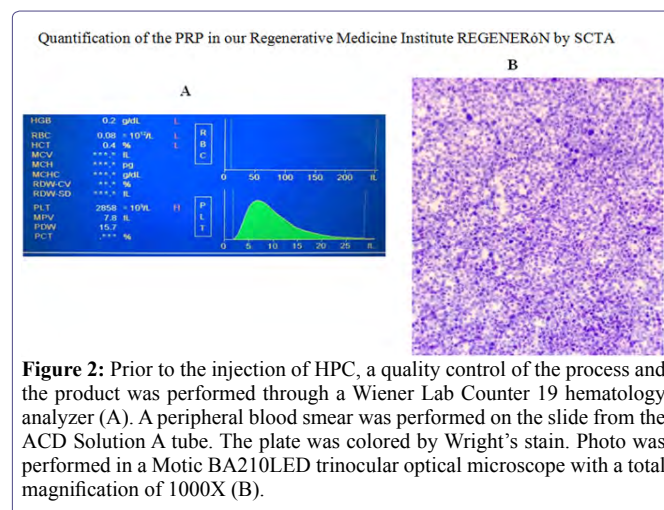 Quantification of the PRP in our Regenerative Medicine Institute REGENERóN by SCTA
A
B
HGB 0.2 g/dL L
RBC 0.08 * 10¹²/L L
HCT 0.4 % L
MCV ***.* fL
MCH ***.* pg
MCHC ***.* g/dL
RDW-CV **.* %
RDW-SD ***.* fL
PLT 2858 * 10⁹/L H
MPV 7.8 fL
PDW 15.7
PCT .*** %
RBC
0 50 100 150 200 fL
PLT
0 5 10 15 20 25 fL
Figure 2: Prior to the injection of HPC, a quality control of the process and
the product was performed through a Wiener Lab Counter 19 hematology
analyzer (A). A peripheral blood smear was performed on the slide from the
ACD Solution A tube. The plate was colored by Wright's stain. Photo was
performed in a Motic BA210LED trinocular optical microscope with a total
magnification of 1000X (B).